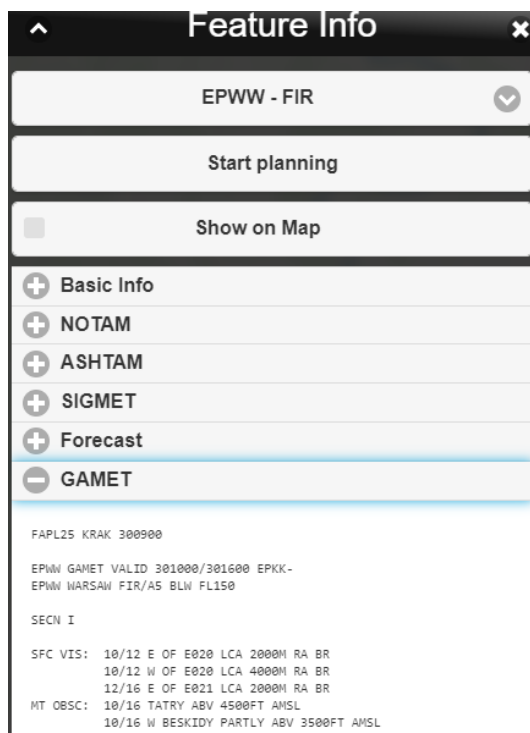 Feature Info
EPWW - FIR
Start planning
Show on Map
Basic Info
NOTAM
ASHTAM
SIGMET
Forecast
GAMET
FAPL25 KRAK 300900
EPWW GAMET VALID 301000/301600 EPKK-
EPWW WARSAW FIR/A5 BLW FL150
SECN I
SFC VIS: 10/12 E OF E020 LCA 2000M RA BR
10/12 W OF E020 LCA 4000M RA BR
12/16 E OF E021 LCA 2000M RA BR
MT OBSC: 10/16 TATRY ABV 4500FT AMSL
10/16 W BESKIDY PARTLY ABV 3500FT AMSL